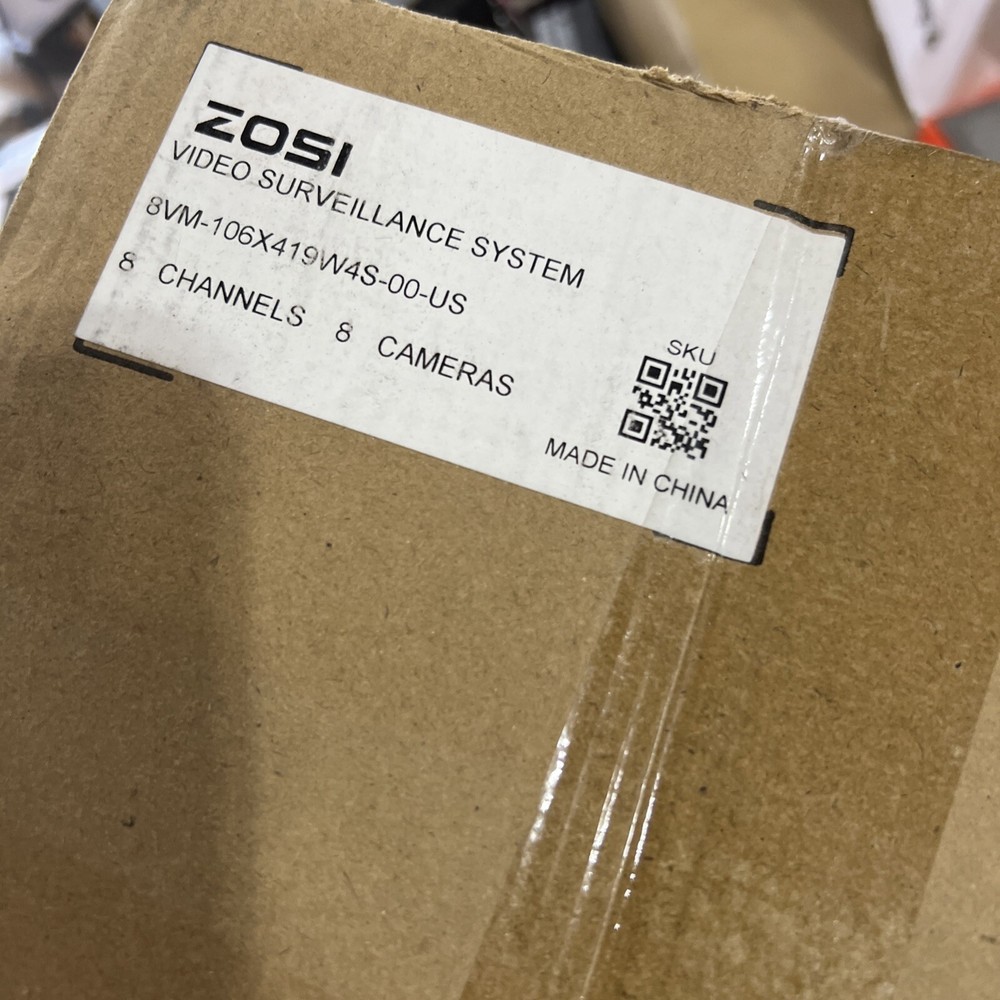 ZOSI
VIDEO SURVEILLANCE SYSTEM
8VM-106X419W4S-00-US
8 CHANNELS 8 CAMERAS
SKU
MADE IN CHINA